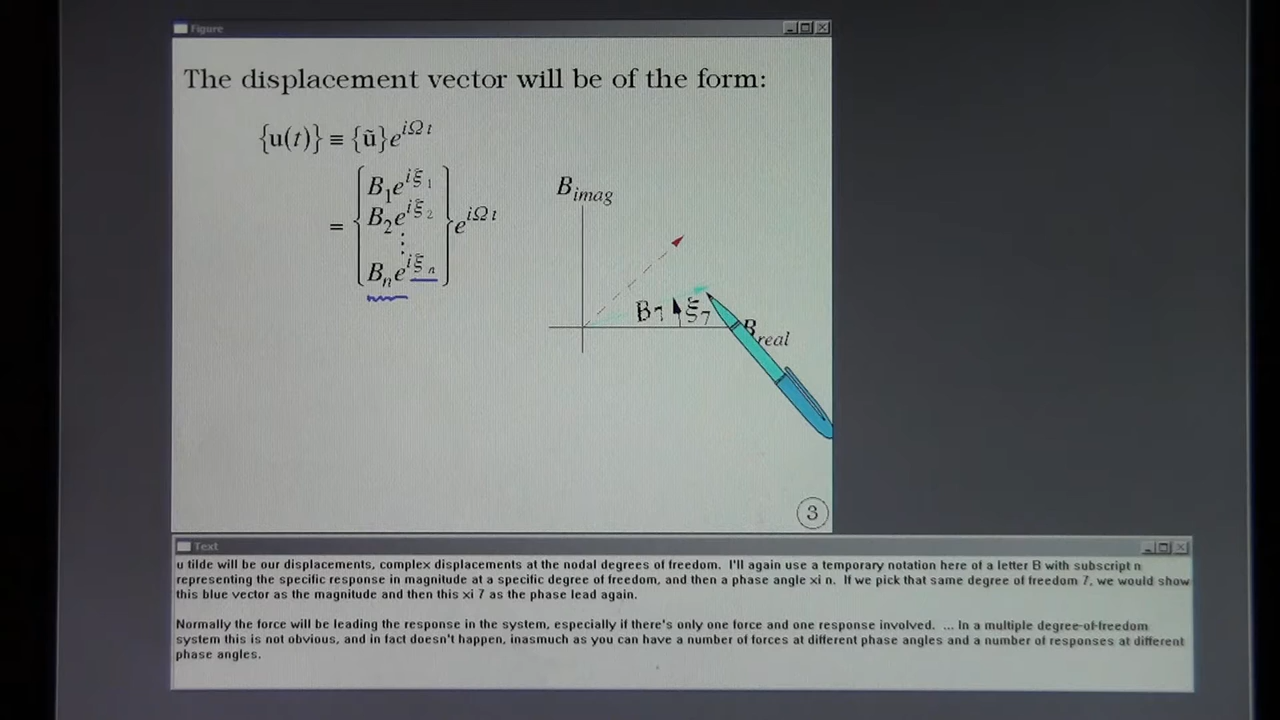 Figure
The displacement vector will be of the form:
{u(t)} ≡ {ũ}e^{iΩt}
= {B₁e^{iξ₁} B₂e^{iξ₂} ⋮ Bₙe^{iξₙ}} e^{iΩt}
B_{imag}
B₇ ξ₇
B_{real}
3
Text
u tilde will be our displacements, complex displacements at the nodal degrees of freedom. I'll again use a temporary notation here of a letter B with subscript n
representing the specific response in magnitude at a specific degree of freedom, and then a phase angle xi n. If we pick that same degree of freedom 7, we would show
this blue vector as the magnitude and then this xi 7 as the phase lead again.
Normally the force will be leading the response in the system, especially if there's only one force and one response involved. ... In a multiple degree-of-freedom
system this is not obvious, and in fact doesn't happen, inasmuch as you can have a number of forces at different phase angles and a number of responses at different
phase angles.